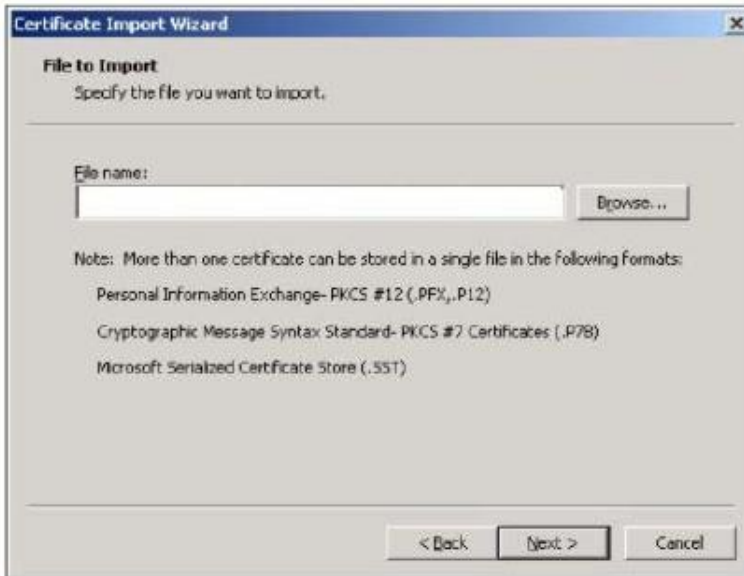 Certificate Import Wizard
File to Import
Specify the file you want to import.
File name:
Browse...
Note: More than one certificate can be stored in a single file in the following formats:
Personal Information Exchange- PKCS #12 (.PFX,.P12)
Cryptographic Message Syntax Standard- PKCS #7 Certificates (.P7B)
Microsoft Serialized Certificate Store (.SST)
< Back Next > Cancel